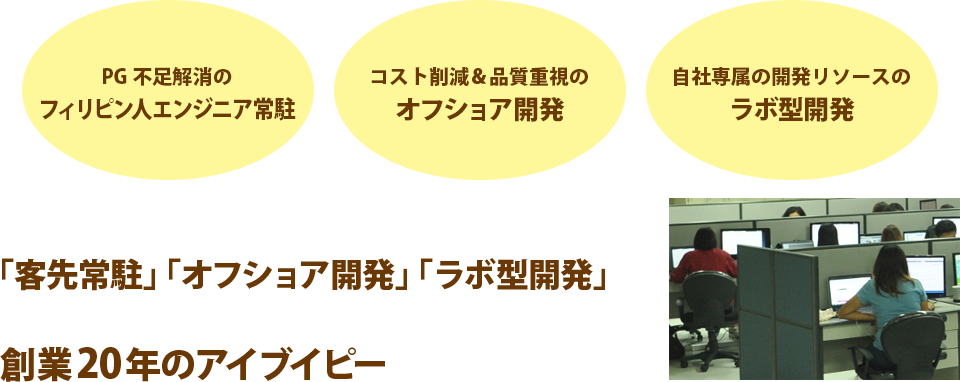 PG 不足解消の
フィリピン人エンジニア常駐
コスト削減＆品質重視の
オフショア開発
自社専属の開発リソースの
ラボ型開発
「客先常駐」「オフショア開発」「ラボ型開発」
創業20年のアイブイピー